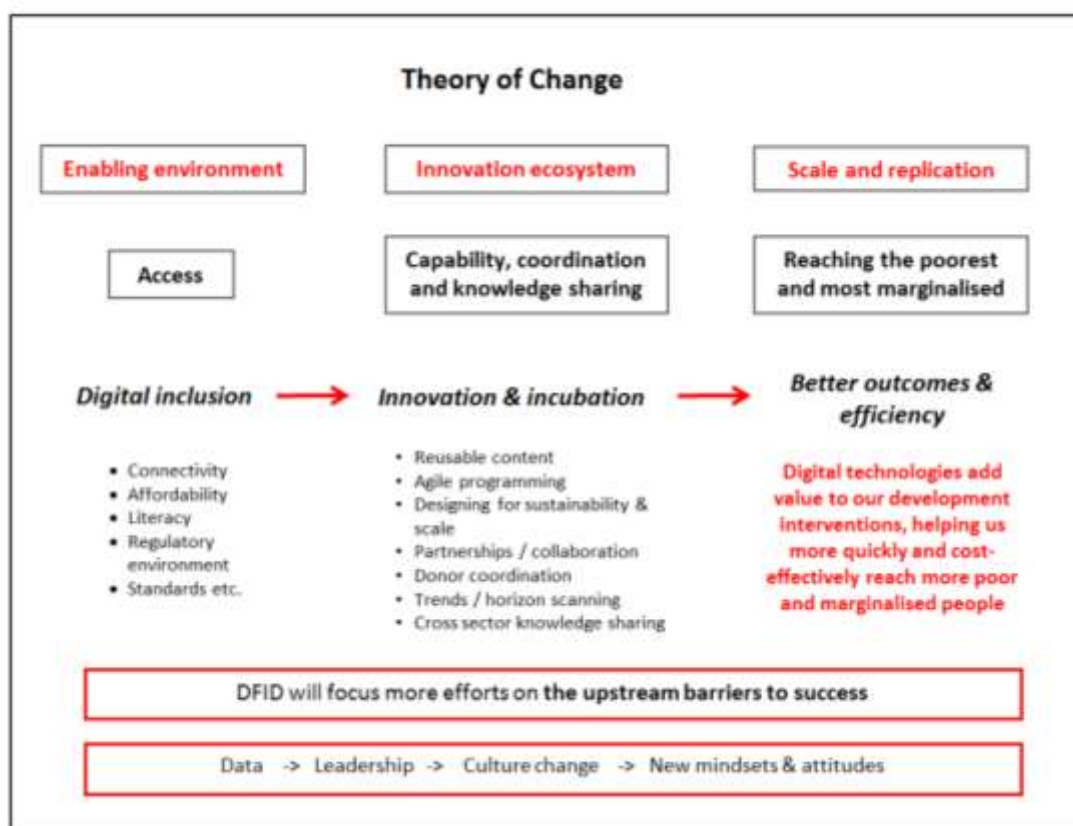 Theory of Change
Enabling environment
Innovation ecosystem
Scale and replication
Access
Capability, coordination
and knowledge sharing
Reaching the poorest
and most marginalised
Digital inclusion
Innovation & incubation
Better outcomes &
efficiency
• Connectivity
• Affordability
• Literacy
• Regulatory
environment
• Standards etc.
• Reusable content
• Agile programming
• Designing for sustainability &
scale
• Partnerships / collaboration
• Donor coordination
• Trends / horizon scanning
• Cross sector knowledge sharing
Digital technologies add
value to our development
interventions, helping us
more quickly and cost-
effectively reach more poor
and marginalised people
DFID will focus more efforts on the upstream barriers to success
Data -> Leadership -> Culture change -> New mindsets & attitudes